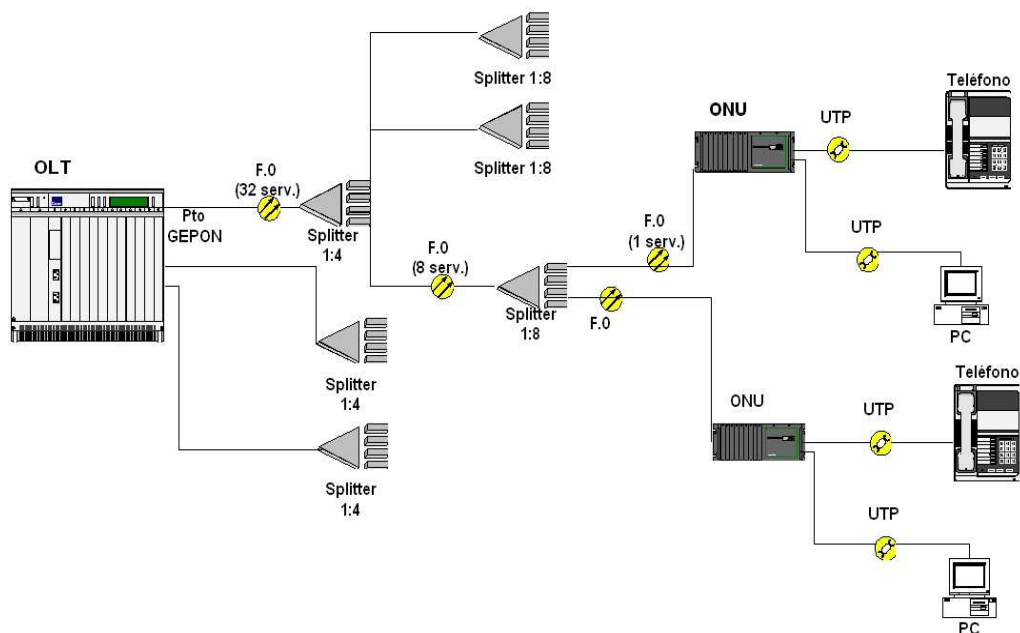 Splitter 1:8
Splitter 1:8
OLT
Pto
GEPON
F.0
(32 serv.)
Splitter
1:4
F.0
(8 serv.)
Splitter
1:8
F.0
(1 serv.)
F.0
ONU
UTP
Teléfono
UTP
PC
Splitter
1:4
Splitter
1:4
ONU
UTP
Teléfono
UTP
PC